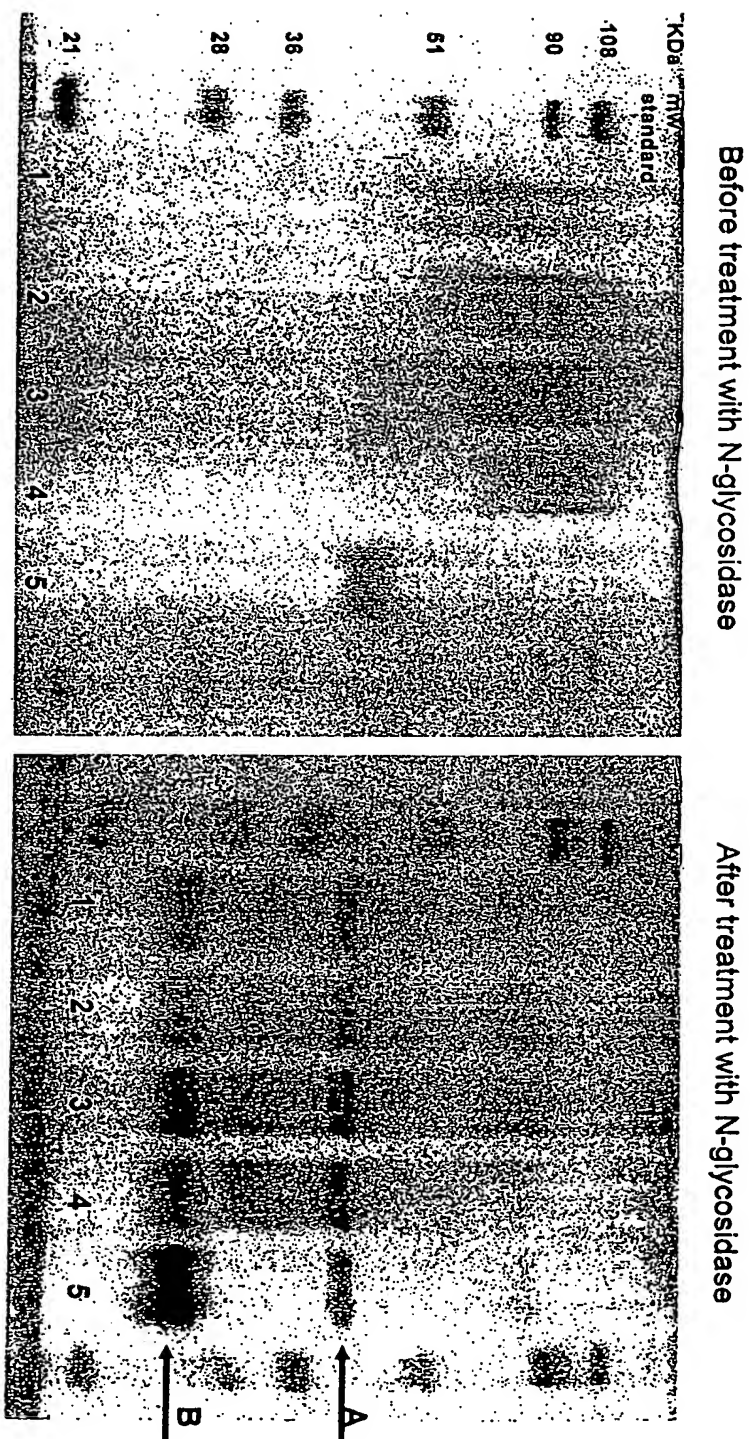 Before treatment with N-glycosidase
KDa mw
standard
108
90
51
36
28
21
1 2 3 4 5
After treatment with N-glycosidase
A
B
1 2 3 4 5